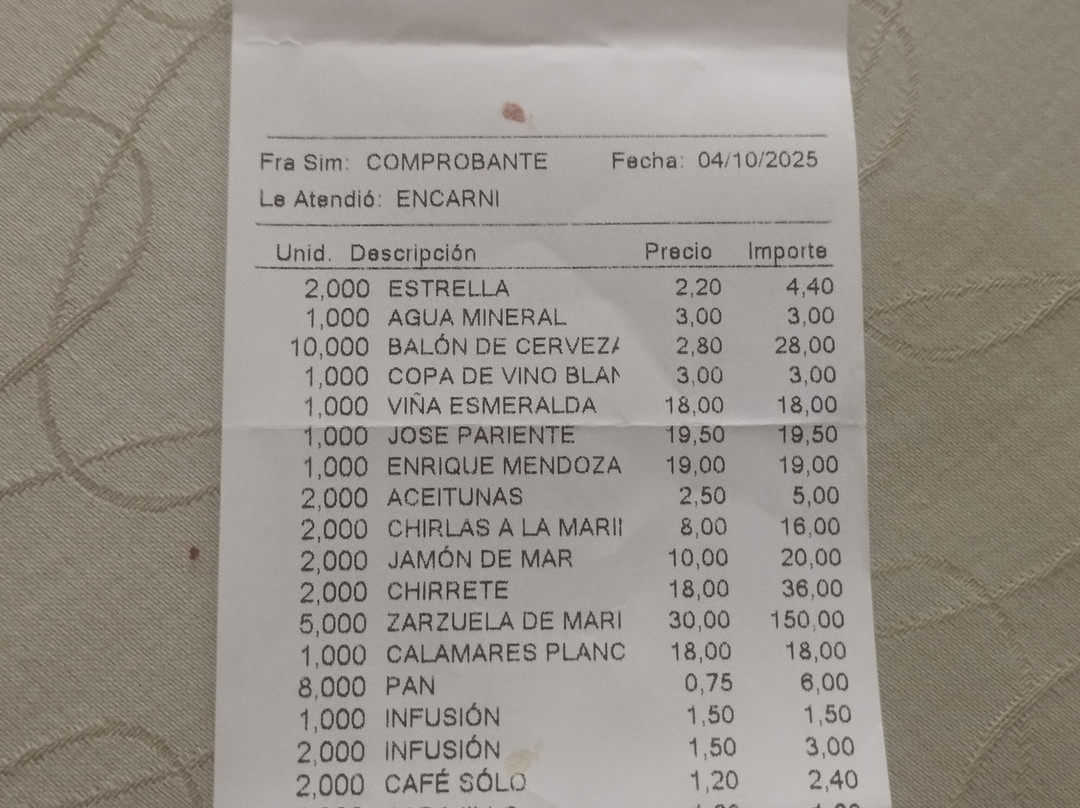 Fra Sim: COMPROBANTE Fecha: 04/10/2025
Le Atendió: ENCARNI
Unid. Descripción Precio Importe
2,000 ESTRELLA 2,20 4,40
1,000 AGUA MINERAL 3,00 3,00
10,000 BALÓN DE CERVEZA 2,80 28,00
1,000 COPA DE VINO BLAN 3,00 3,00
1,000 VIÑA ESMERALDA 18,00 18,00
1,000 JOSE PARIENTE 19,50 19,50
1,000 ENRIQUE MENDOZA 19,00 19,00
2,000 ACEITUNAS 2,50 5,00
2,000 CHIRLAS A LA MARI 8,00 16,00
2,000 JAMÓN DE MAR 10,00 20,00
2,000 CHIRRETE 18,00 36,00
5,000 ZARZUELA DE MARI 30,00 150,00
1,000 CALAMARES PLANC 18,00 18,00
8,000 PAN 0,75 6,00
1,000 INFUSIÓN 1,50 1,50
2,000 INFUSIÓN 1,50 3,00
2,000 CAFÉ SÓLO 1,20 2,40